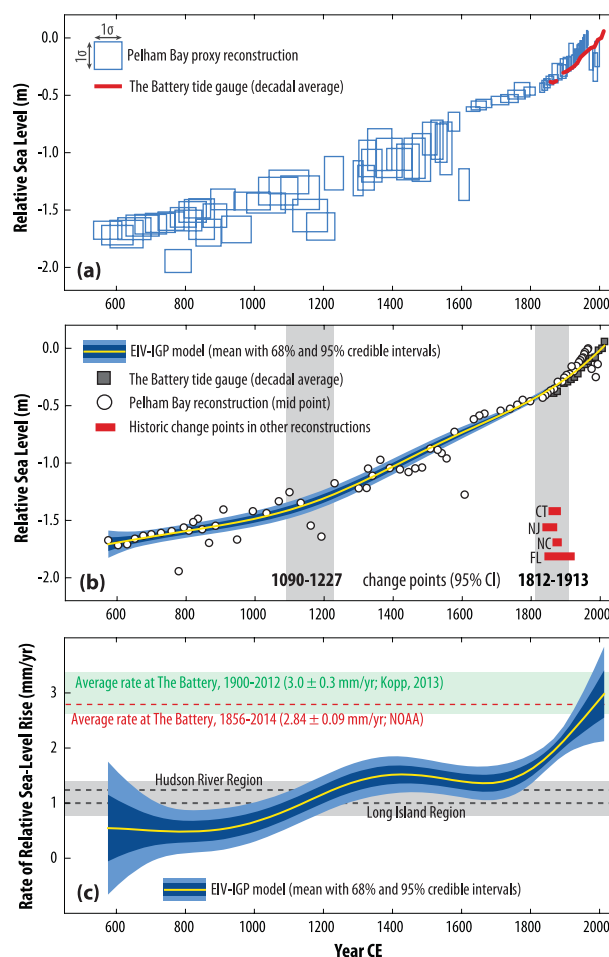 1σ
1σ
Pelham Bay proxy reconstruction
The Battery tide gauge (decadal average)
Relative Sea Level (m)
0.0
-0.5
-1.0
-1.5
-2.0
(a)
600 800 1000 1200 1400 1600 1800 2000
EIV-IGP model (mean with 68% and 95% credible intervals)
The Battery tide gauge (decadal average)
Pelham Bay reconstruction (mid point)
Historic change points in other reconstructions
Relative Sea Level (m)
0.0
-0.5
-1.0
-1.5
-2.0
CT
NJ
NC
FL
(b)
1090-1227 change points (95% CI) 1812-1913
600 800 1000 1200 1400 1600 1800 2000
Rate of Relative Sea-Level Rise (mm/yr)
3
2
1
0
Average rate at The Battery, 1900-2012 (3.0 ± 0.3 mm/yr; Kopp, 2013)
Average rate at The Battery, 1856-2014 (2.84 ± 0.09 mm/yr; NOAA)
Hudson River Region
Long Island Region
(c)
EIV-IGP model (mean with 68% and 95% credible intervals)
600 800 1000 1200 1400 1600 1800 2000
Year CE